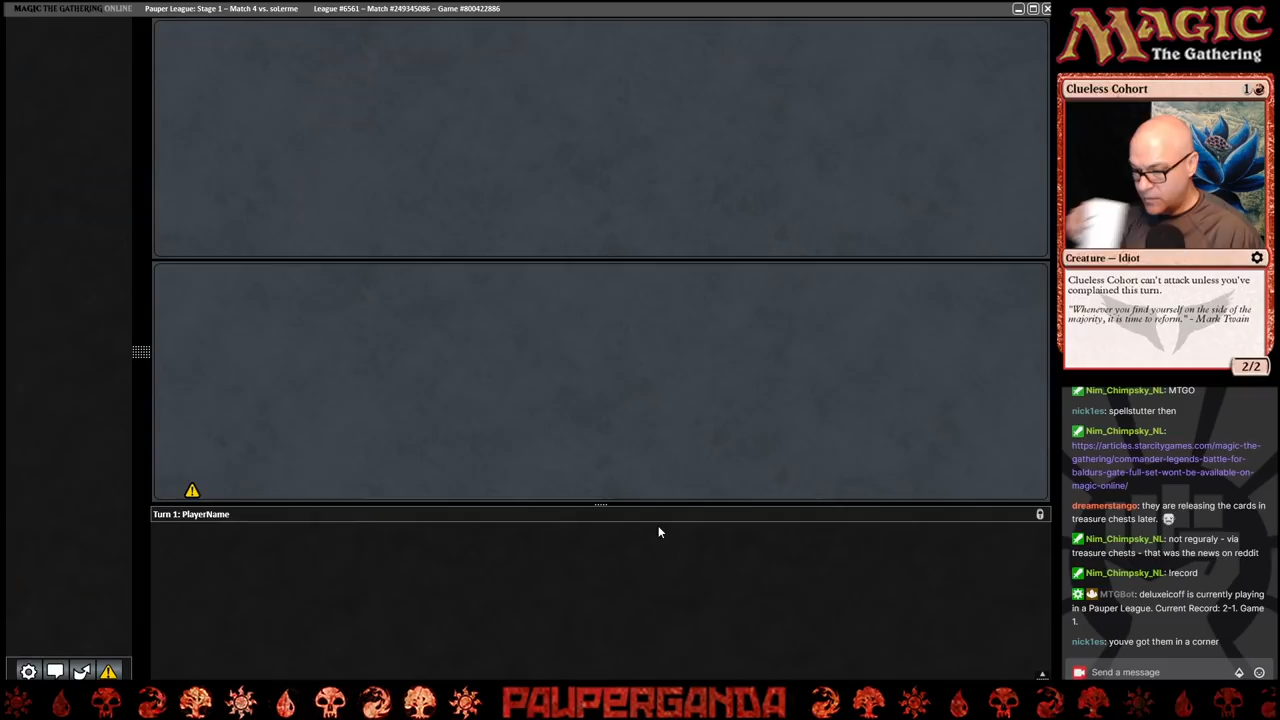 MAGIC THE GATHERING ONLINE
Pauper League: Stage 1 – Match 4 vs. soLerme
League #6561 – Match #249345086 – Game #800422886
Turn 1: PlayerName
MAGIC
The Gathering
Clueless Cohort 1
Creature — Idiot
Clueless Cohort can't attack unless you've
complained this turn.
"Whenever you find yourself on the side of the
majority, it is time to reform." - Mark Twain
2/2
Nim_Chimpsky_NL: MTGO
nick1es: spellstutter then
Nim_Chimpsky_NL:
https://articles.starcitygames.com/magic-the-
gathering/commander-legends-battle-for-
baldurs-gate-full-set-wont-be-available-on-
magic-online/
dreamerstango: they are releasing the cards in
treasure chests later.
Nim_Chimpsky_NL: not reguraly - via
treasure chests - that was the news on reddit
Nim_Chimpsky_NL: !record
MTGBot: deluxeicoff is currently playing
in a Pauper League. Current Record: 2-1. Game
1.
nick1es: youve got them in a corner
Send a message
PAUPERGANDA